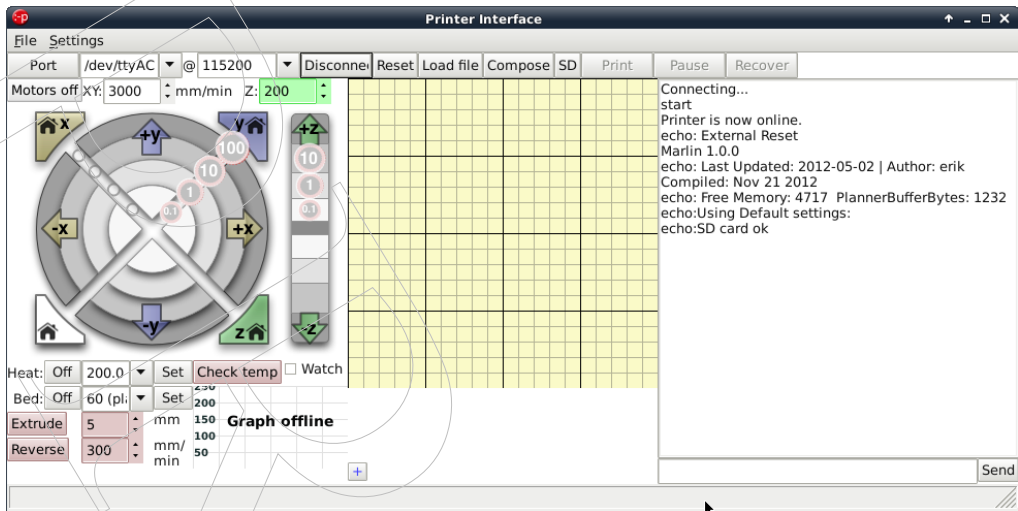 Printer Interface
File Settings
Port /dev/ttyAC @ 115200 Disconne Reset Load file Compose SD Print Pause Recover
Motors off XY: 3000 mm/min Z: 200
x +y y 100 10 1 0.1 -x +x -y z
+z 10 1 0.1 -z
Heat: Off 200.0 Set Check temp Watch
Bed: Off 60 (pla Set
Extrude 5 mm
Reverse 300 mm/
min
250
200
150 Graph offline
100
50
+
Connecting...
start
Printer is now online.
echo: External Reset
Marlin 1.0.0
echo: Last Updated: 2012-05-02 | Author: erik
Compiled: Nov 21 2012
echo: Free Memory: 4717 PlannerBufferBytes: 1232
echo:Using Default settings:
echo:SD card ok
Send